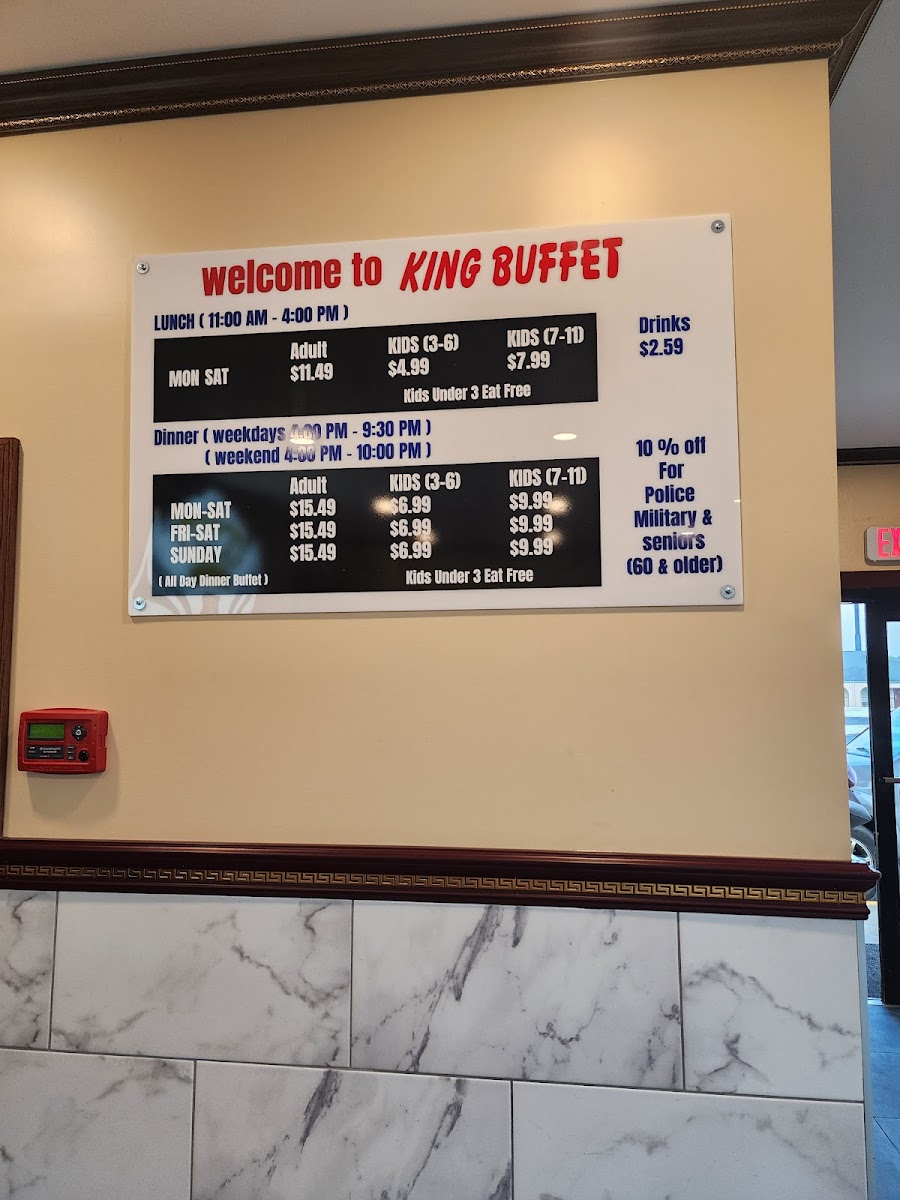 welcome to KING BUFFET
LUNCH ( 11:00 AM - 4:00 PM )
Adult KIDS (3-6) KIDS (7-11)
MON SAT $11.49 $4.99 $7.99
Kids Under 3 Eat Free
Drinks
$2.59
Dinner ( weekdays 4:00 PM - 9:30 PM )
( weekend 4:00 PM - 10:00 PM )
Adult KIDS (3-6) KIDS (7-11)
MON-SAT $15.49 $6.99 $9.99
FRI-SAT $15.49 $6.99 $9.99
SUNDAY $15.49 $6.99 $9.99
( All Day Dinner Buffet ) Kids Under 3 Eat Free
10 % off
For
Police
Military &
seniors
(60 & older)
EX